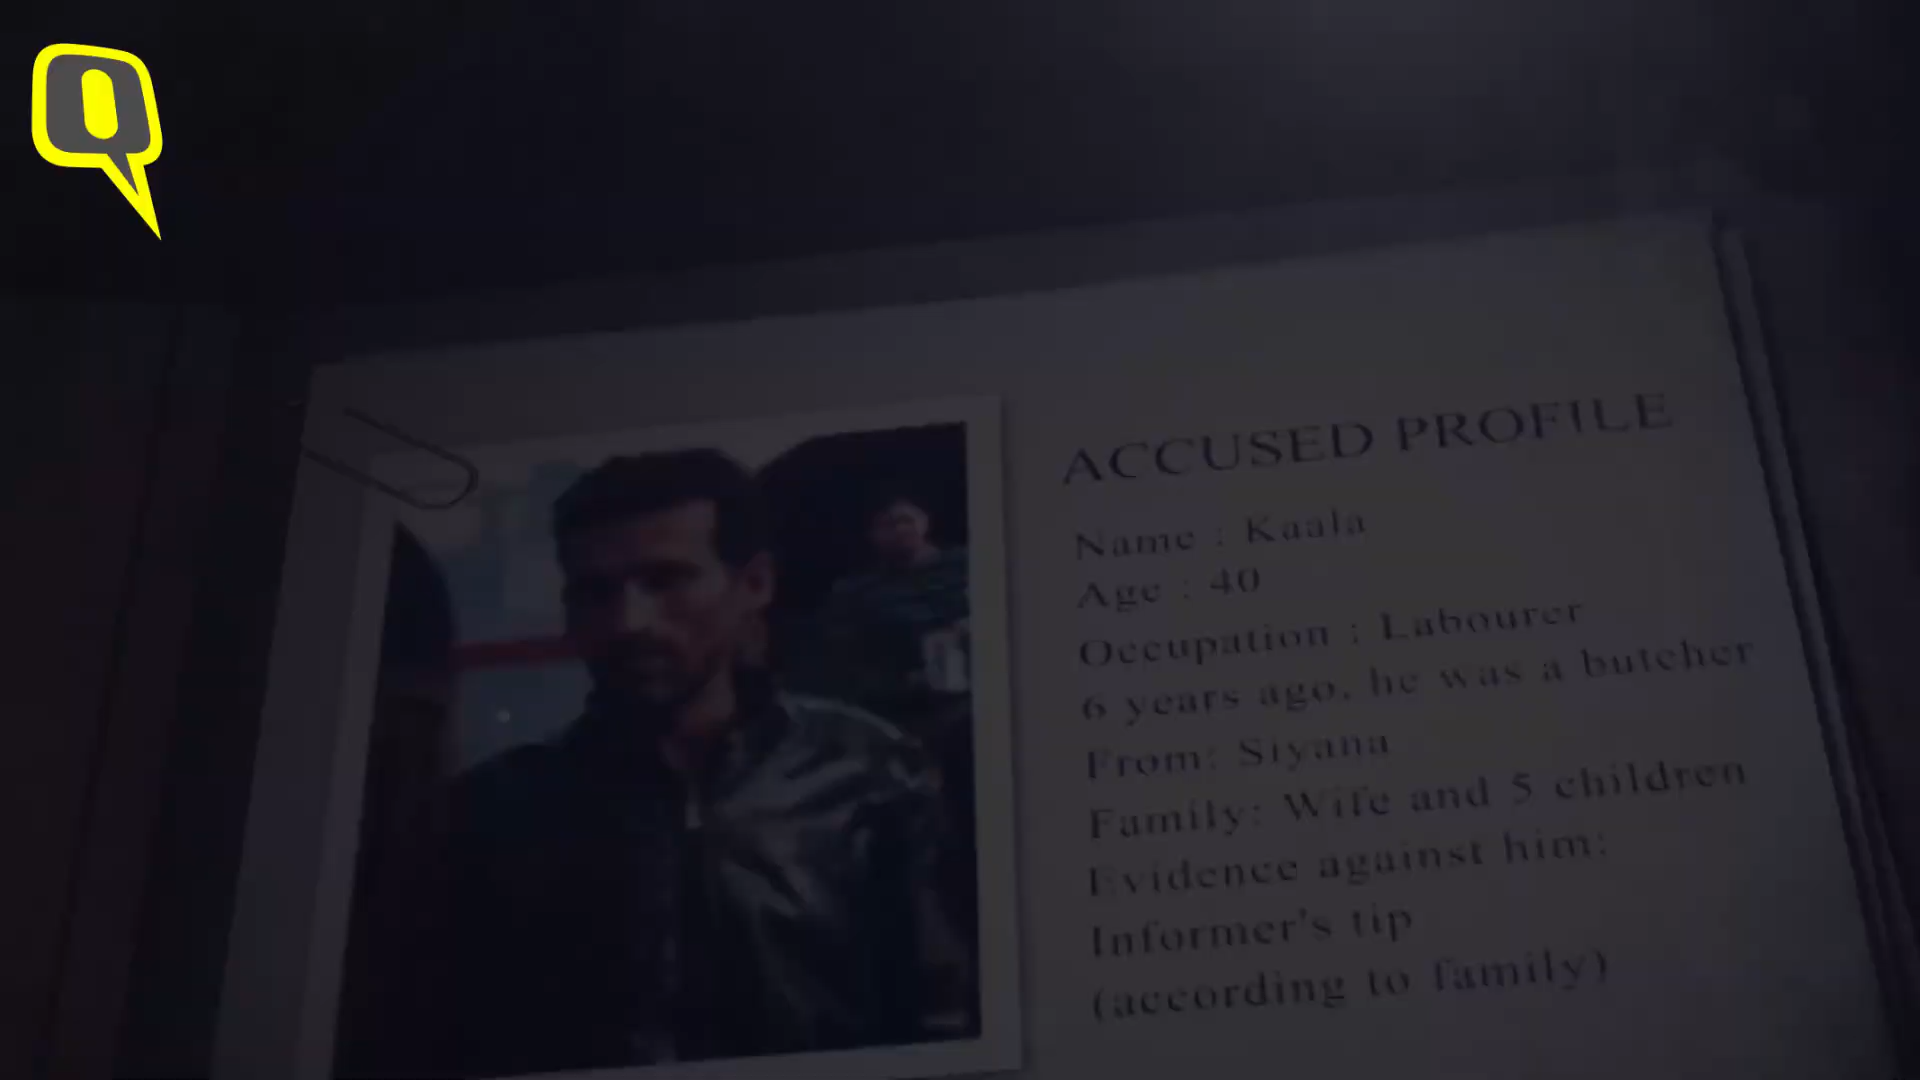 Q
ACCUSED PROFILE
Name : Kaala
Age : 40
Occupation : Labourer
6 years ago, he was a butcher
From: Siyana
Family: Wife and 5 children
Evidence against him:
Informer's tip
(according to family)